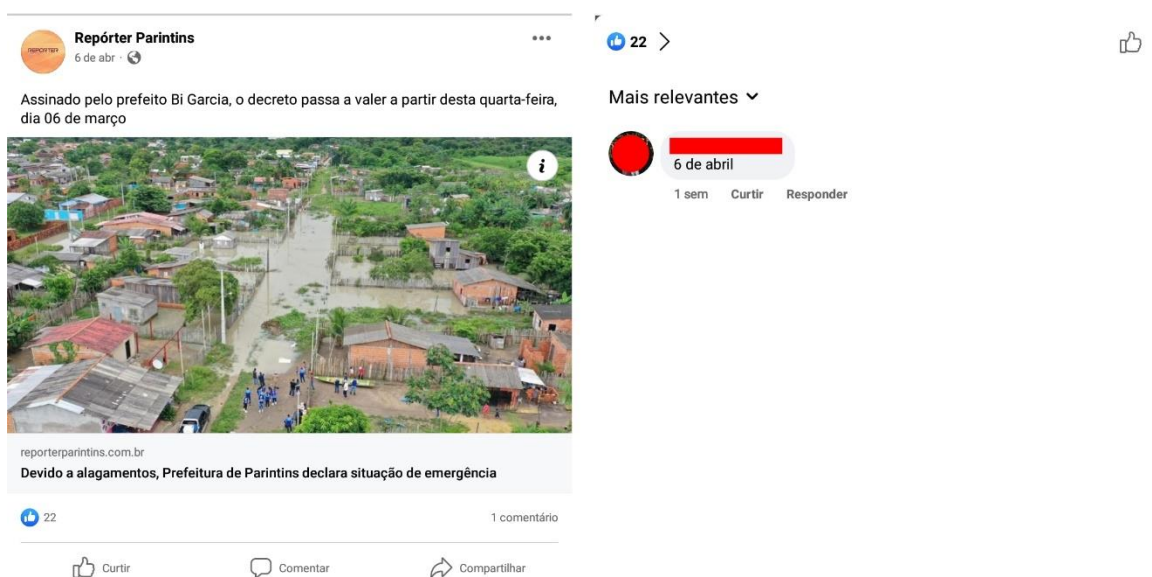 REPÓRTER
Repórter Parintins
6 de abr
Assinado pelo prefeito Bi Garcia, o decreto passa a valer a partir desta quarta-feira,
dia 06 de março
reporterparintins.com.br
Devido a alagamentos, Prefeitura de Parintins declara situação de emergência
22
1 comentário
Curtir Comentar Compartilhar
22
Mais relevantes
6 de abril
1 sem Curtir Responder